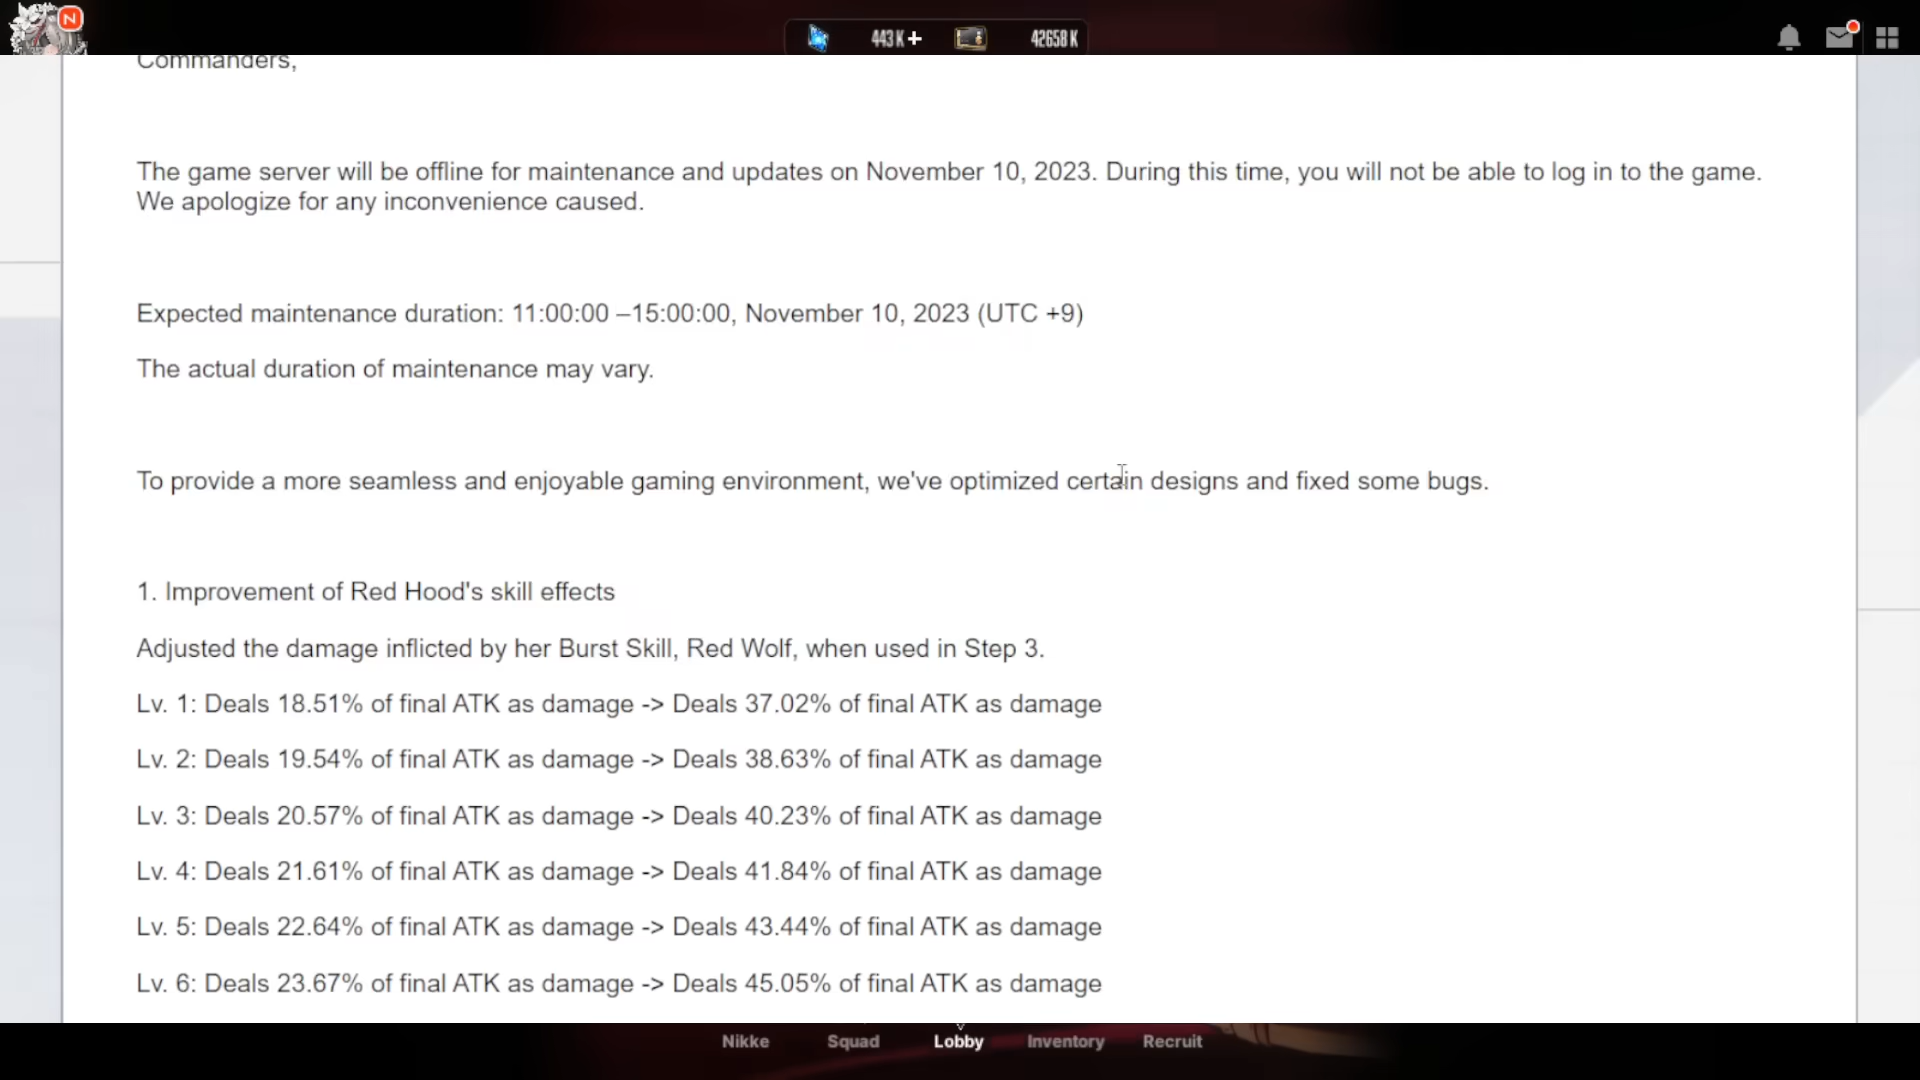 N
443 K +
42658 K
Commanders,
The game server will be offline for maintenance and updates on November 10, 2023. During this time, you will not be able to log in to the game.
We apologize for any inconvenience caused.
Expected maintenance duration: 11:00:00 –15:00:00, November 10, 2023 (UTC +9)
The actual duration of maintenance may vary.
To provide a more seamless and enjoyable gaming environment, we've optimized certain designs and fixed some bugs.
1. Improvement of Red Hood's skill effects
Adjusted the damage inflicted by her Burst Skill, Red Wolf, when used in Step 3.
Lv. 1: Deals 18.51% of final ATK as damage -> Deals 37.02% of final ATK as damage
Lv. 2: Deals 19.54% of final ATK as damage -> Deals 38.63% of final ATK as damage
Lv. 3: Deals 20.57% of final ATK as damage -> Deals 40.23% of final ATK as damage
Lv. 4: Deals 21.61% of final ATK as damage -> Deals 41.84% of final ATK as damage
Lv. 5: Deals 22.64% of final ATK as damage -> Deals 43.44% of final ATK as damage
Lv. 6: Deals 23.67% of final ATK as damage -> Deals 45.05% of final ATK as damage
Nikke Squad Lobby Inventory Recruit